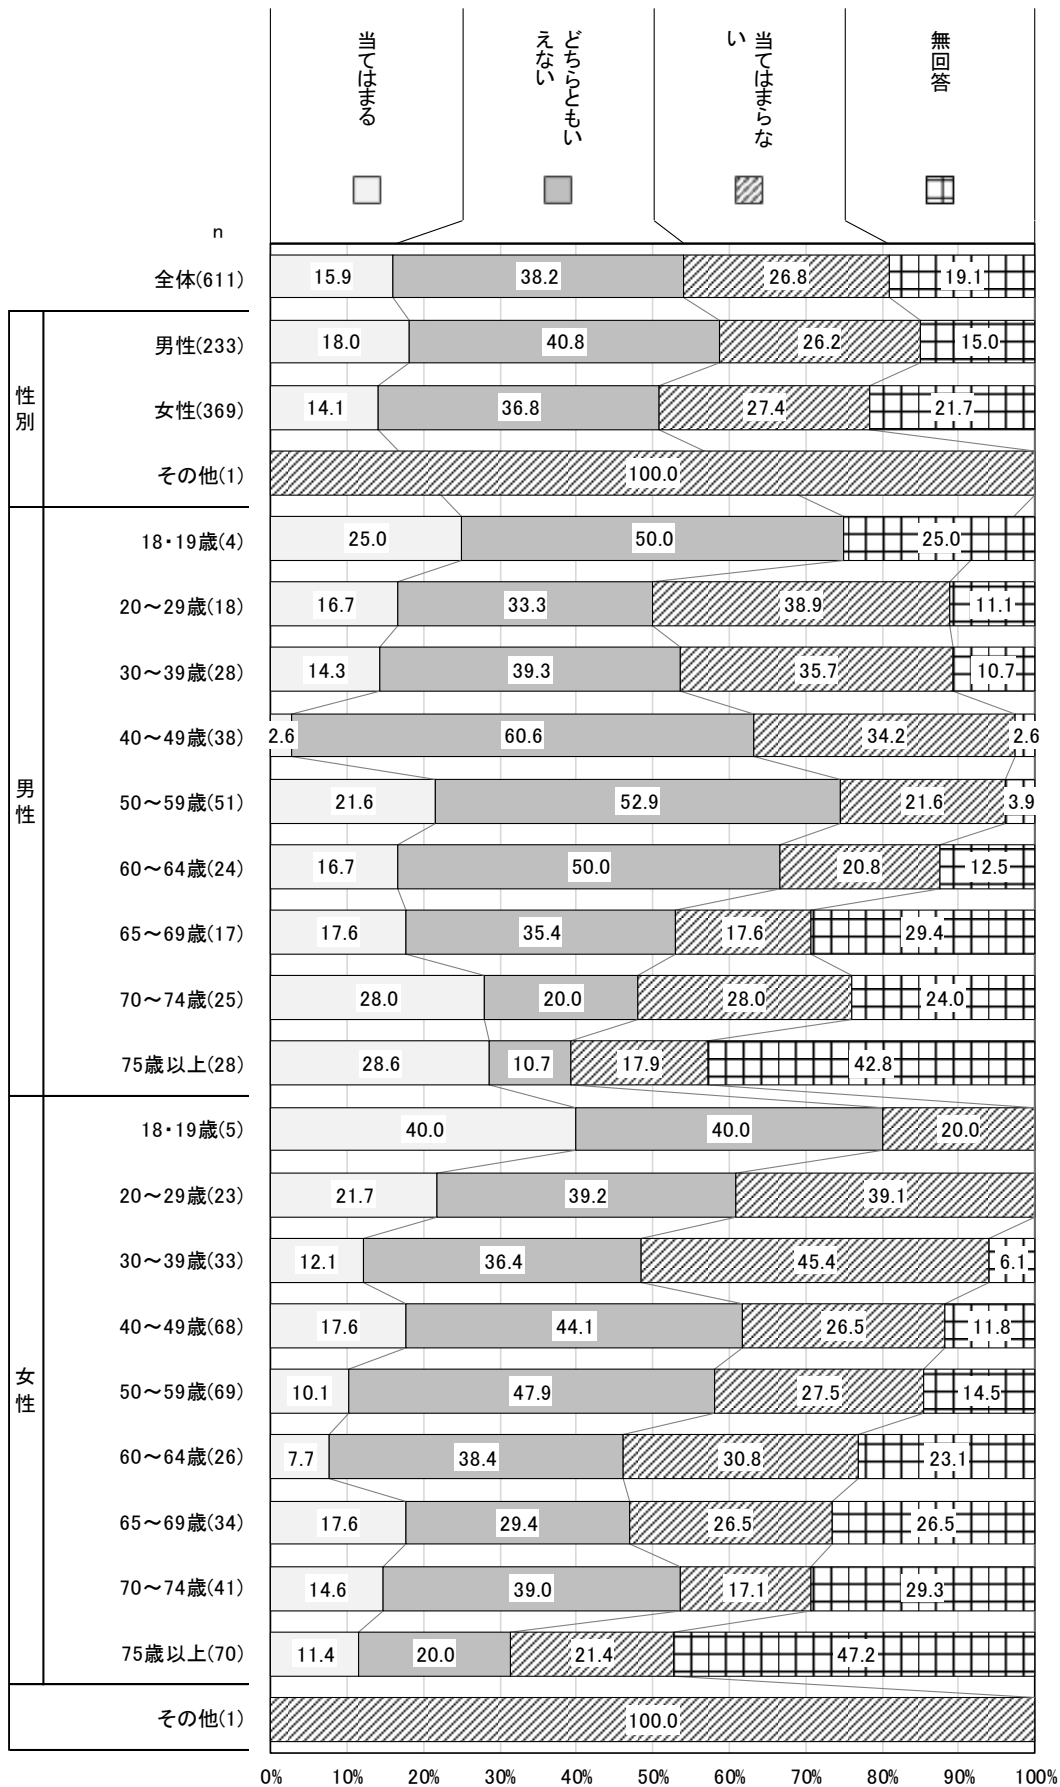 当てはまる
どちらともい
えない
当てはまらな
い
無回答
n
全体(611)
15.9 38.2 26.8 19.1
性別
男性(233)
18.0 40.8 26.2 15.0
女性(369)
14.1 36.8 27.4 21.7
その他(1)
100.0
男性
18・19歳(4)
25.0 50.0 25.0
20～29歳(18)
16.7 33.3 38.9 11.1
30～39歳(28)
14.3 39.3 35.7 10.7
40～49歳(38)
2.6 60.6 34.2 2.6
50～59歳(51)
21.6 52.9 21.6 3.9
60～64歳(24)
16.7 50.0 20.8 12.5
65～69歳(17)
17.6 35.4 17.6 29.4
70～74歳(25)
28.0 20.0 28.0 24.0
75歳以上(28)
28.6 10.7 17.9 42.8
女性
18・19歳(5)
40.0 40.0 20.0
20～29歳(23)
21.7 39.2 39.1
30～39歳(33)
12.1 36.4 45.4 6.1
40～49歳(68)
17.6 44.1 26.5 11.8
50～59歳(69)
10.1 47.9 27.5 14.5
60～64歳(26)
7.7 38.4 30.8 23.1
65～69歳(34)
17.6 29.4 26.5 26.5
70～74歳(41)
14.6 39.0 17.1 29.3
75歳以上(70)
11.4 20.0 21.4 47.2
その他(1)
100.0
0% 10% 20% 30% 40% 50% 60% 70% 80% 90% 100%